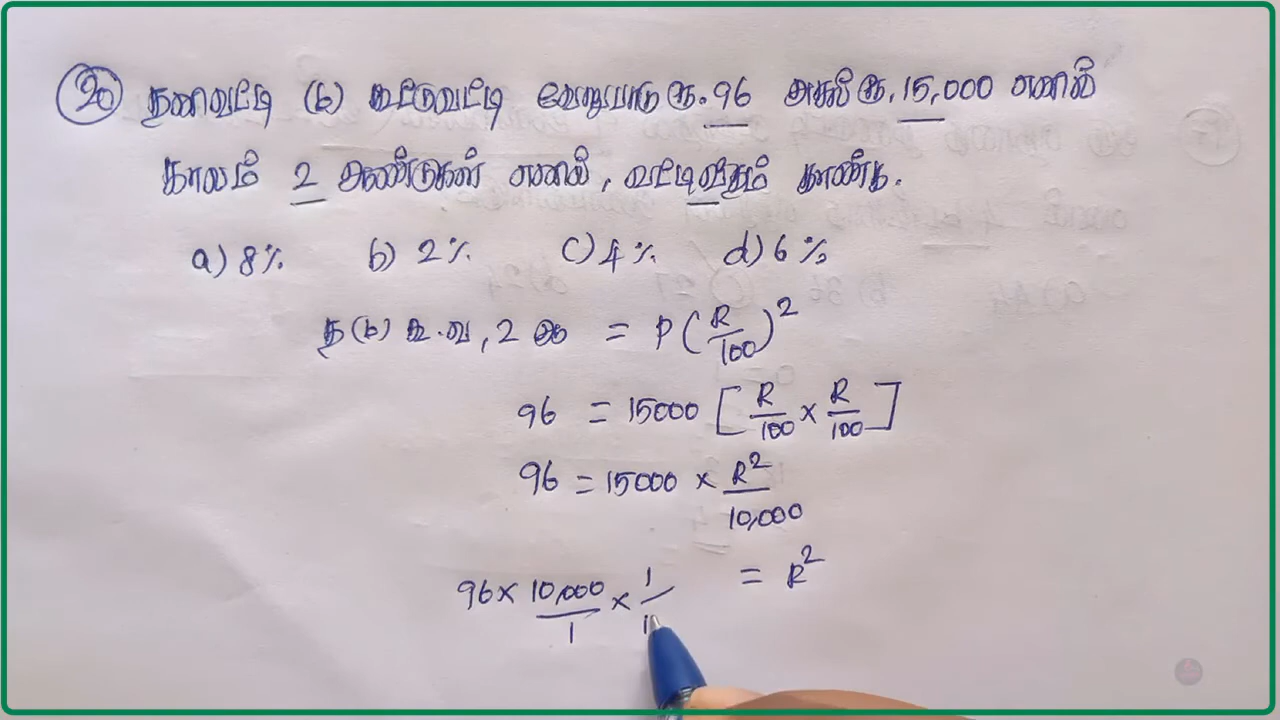 20 தனிவட்டி (b) கூட்டுவட்டி வேறுபாடு ரூ. 96 அசல் ரூ. 15,000 எனில்
காலம் 2 ஆண்டுகள் எனில், வட்டிவீதம் காண்க.
a) 8% b) 2% c) 4% d) 6%
த (b) கூ.வ, 2 ஆ = P (R/100)²
96 = 15000 [R/100 × R/100]
96 = 15000 × R²/10,000
96 × 10,000/1 × 1/1 = R²